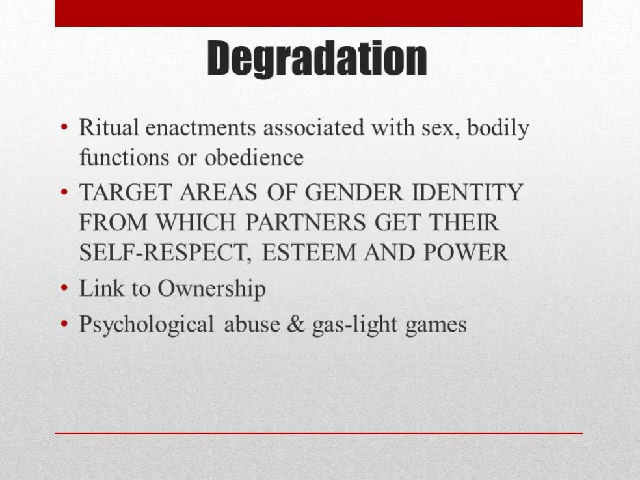 Degradation
• Ritual enactments associated with sex, bodily
functions or obedience
• TARGET AREAS OF GENDER IDENTITY
FROM WHICH PARTNERS GET THEIR
SELF-RESPECT, ESTEEM AND POWER
• Link to Ownership
• Psychological abuse & gas-light games